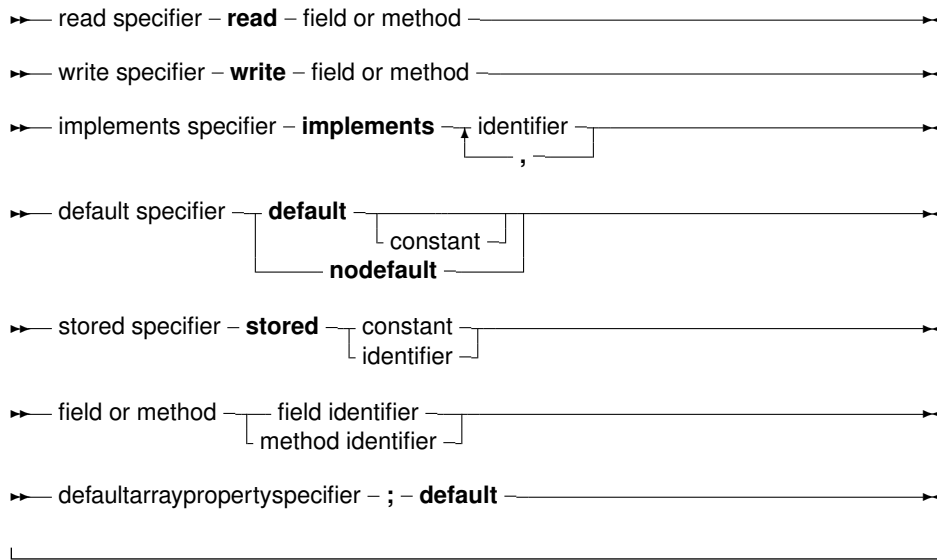 read specifier – read – field or method
write specifier – write – field or method
implements specifier – implements identifier
,
default specifier default
constant
nodefault
stored specifier – stored constant
identifier
field or method field identifier
method identifier
defaultarraypropertyspecifier – ; – default